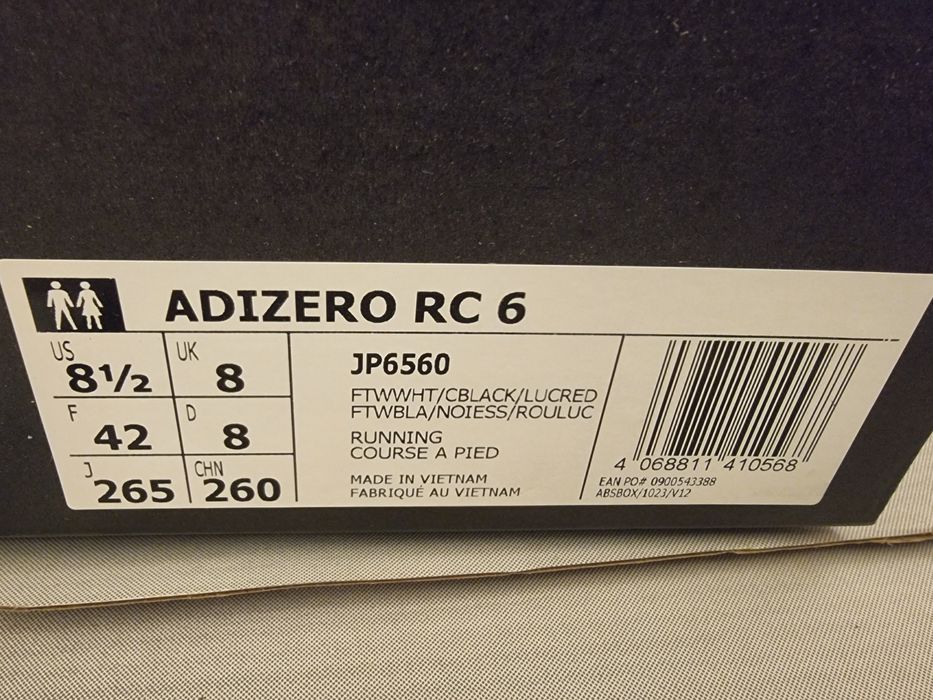 ADIZERO RC 6
US
8½
UK
8
F
42
D
8
J
265
CHN
260
JP6560
FTWWHT/CBLACK/LUCRED
FTWBLA/NOIESS/ROULUC
RUNNING
COURSE A PIED
MADE IN VIETNAM
FABRIQUÉ AU VIETNAM
4 068811 410568
EAN PO# 0900543388
ABSBOX/1023/V12